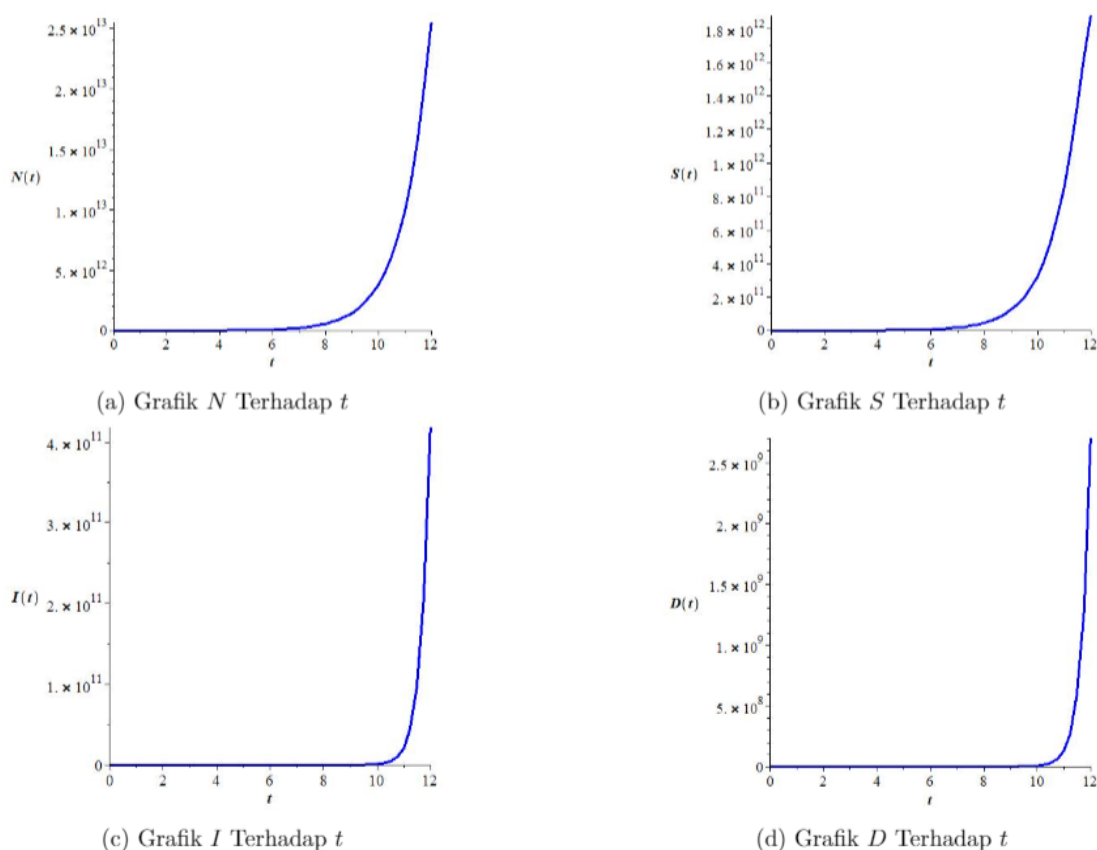 2.5 × 10^13
2. × 10^13
1.5 × 10^13
N(t)
1. × 10^13
5. × 10^12
0
0 2 4 6 8 10 12
t
(a) Grafik N Terhadap t
1.8 × 10^12
1.6 × 10^12
1.4 × 10^12
1.2 × 10^12
1. × 10^12
S(t)
8. × 10^11
6. × 10^11
4. × 10^11
2. × 10^11
0
0 2 4 6 8 10 12
t
(b) Grafik S Terhadap t
4. × 10^11
3. × 10^11
I(t) 2. × 10^11
1. × 10^11
0
0 2 4 6 8 10 12
t
(c) Grafik I Terhadap t
2.5 × 10^9
2. × 10^9
1.5 × 10^9
D(t)
1. × 10^9
5. × 10^8
0
0 2 4 6 8 10 12
t
(d) Grafik D Terhadap t